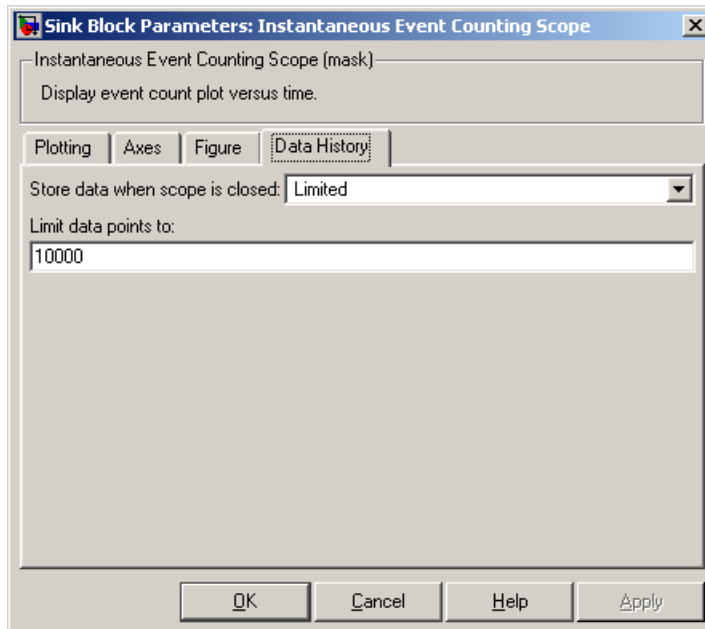 Sink Block Parameters: Instantaneous Event Counting Scope
Instantaneous Event Counting Scope (mask)
Display event count plot versus time.
Plotting Axes Figure Data History
Store data when scope is closed: Limited
Limit data points to:
10000
OK Cancel Help Apply